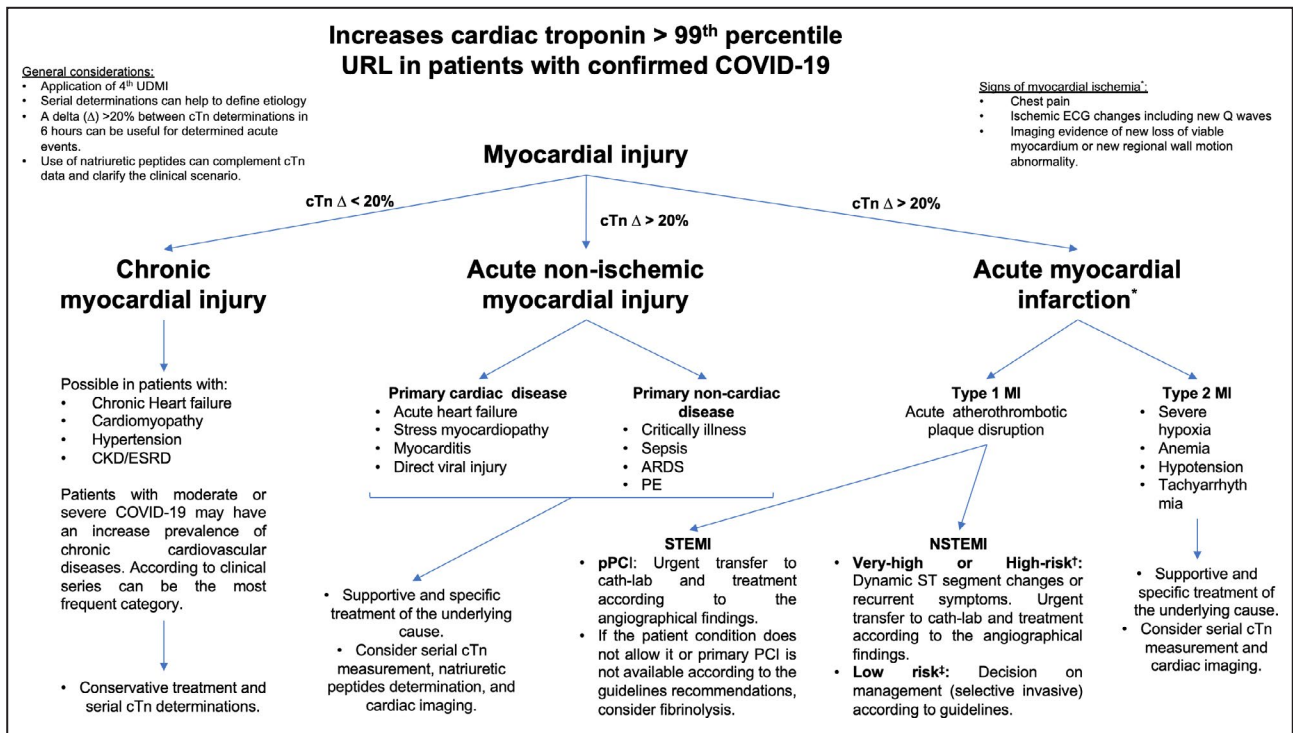 Increases cardiac troponin > 99th percentile
URL in patients with confirmed COVID-19
General considerations:
• Application of 4th UDMI
• Serial determinations can help to define etiology
• A delta (Δ) >20% between cTn determinations in
6 hours can be useful for determined acute
events.
• Use of natriuretic peptides can complement cTn
data and clarify the clinical scenario.
Signs of myocardial ischemia*:
• Chest pain
• Ischemic ECG changes including new Q waves
• Imaging evidence of new loss of viable
myocardium or new regional wall motion
abnormality.
Myocardial injury
cTn Δ < 20%
cTn Δ > 20%
cTn Δ > 20%
Chronic
myocardial injury
Acute non-ischemic
myocardial injury
Acute myocardial
infarction*
Possible in patients with:
• Chronic Heart failure
• Cardiomyopathy
• Hypertension
• CKD/ESRD
Patients with moderate or
severe COVID-19 may have
an increase prevalence of
chronic cardiovascular
diseases. According to clinical
series can be the most
frequent category.
• Conservative treatment and
serial cTn determinations.
Primary cardiac disease
• Acute heart failure
• Stress myocardiopathy
• Myocarditis
• Direct viral injury
Primary non-cardiac
disease
• Critically illness
• Sepsis
• ARDS
• PE
• Supportive and specific
treatment of the underlying
cause.
• Consider serial cTn
measurement, natriuretic
peptides determination, and
cardiac imaging.
Type 1 MI
Acute atherothrombotic
plaque disruption
Type 2 MI
• Severe
hypoxia
• Anemia
• Hypotension
• Tachyarrhyth
mia
STEMI
• pPCI: Urgent transfer to
cath-lab and treatment
according to the
angiographical findings.
• If the patient condition does
not allow it or primary PCI is
not available according to the
guidelines recommendations,
consider fibrinolysis.
NSTEMI
• Very-high or High-risk†:
Dynamic ST segment changes or
recurrent symptoms. Urgent
transfer to cath-lab and treatment
according to the angiographical
findings.
• Low risk‡: Decision on
management (selective invasive)
according to guidelines.
• Supportive and
specific treatment of
the underlying cause.
• Consider serial cTn
measurement and
cardiac imaging.